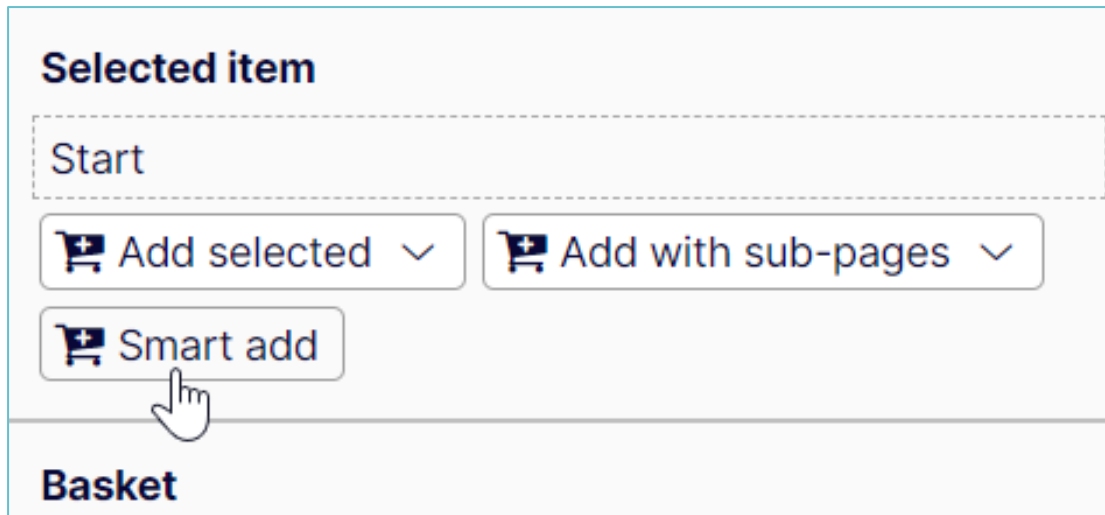 Selected item
Start
Add selected Add with sub-pages
Smart add
Basket